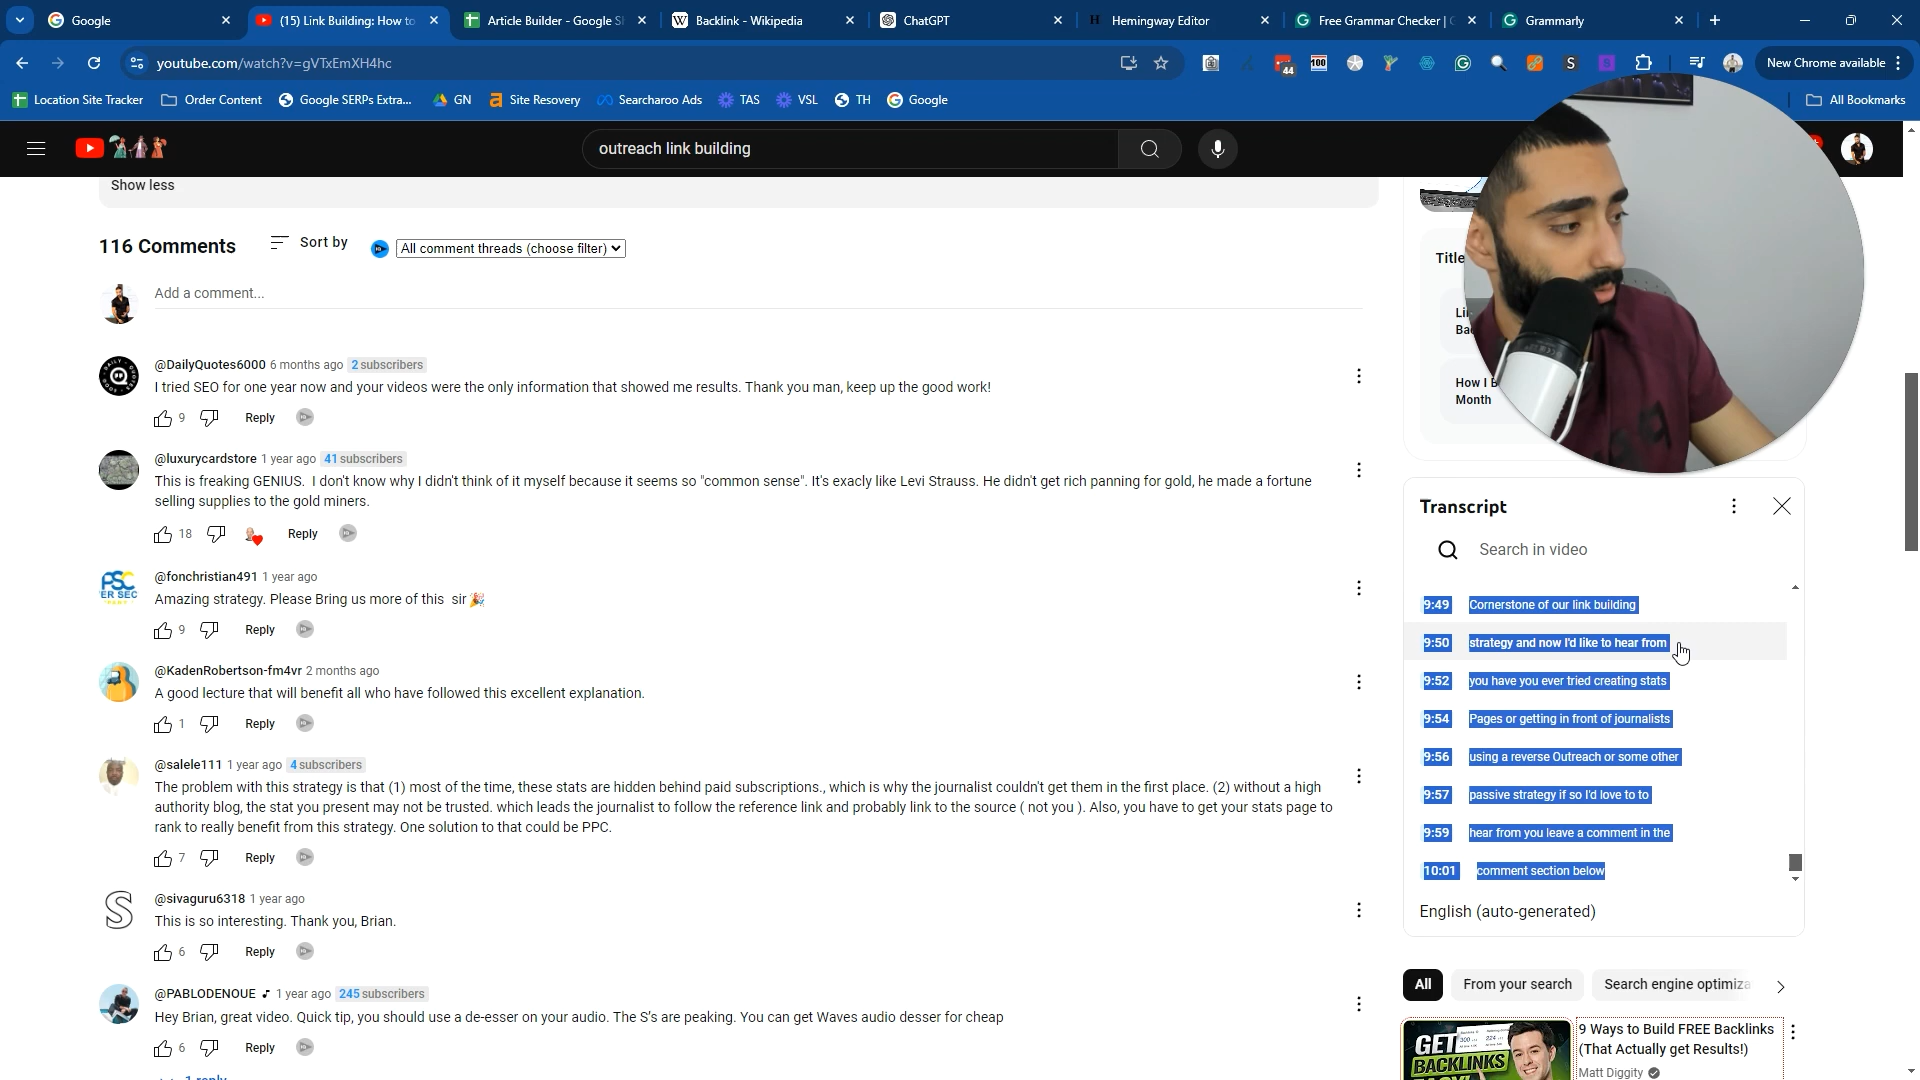 Google
(15) Link Building: How to
Article Builder - Google S
Backlink - Wikipedia
ChatGPT
H Hemingway Editor
Free Grammar Checker |
Grammarly
youtube.com/watch?v=gVTxEmXH4hc
44
100
S
New Chrome available
Location Site Tracker
Order Content
Google SERPs Extra...
GN
Site Recovery
Searcharoo Ads
TAS
VSL
TH
Google
All Bookmarks
outreach link building
Show less
116 Comments
Sort by
All comment threads (choose filter)
Add a comment...
@DailyQuotes6000 6 months ago 2 subscribers
I tried SEO for one year now and your videos were the only information that showed me results. Thank you man, keep up the good work!
9 Reply
@luxurycardstore 1 year ago 41 subscribers
This is freaking GENIUS. I don't know why I didn't think of it myself because it seems so "common sense". It's exacly like Levi Strauss. He didn't get rich panning for gold, he made a fortune
selling supplies to the gold miners.
18 Reply
PSC
ER SEC
@fonchristian491 1 year ago
Amazing strategy. Please Bring us more of this sir🎉
9 Reply
@KadenRobertson-fm4vr 2 months ago
A good lecture that will benefit all who have followed this excellent explanation.
1 Reply
@salele111 1 year ago 4 subscribers
The problem with this strategy is that (1) most of the time, these stats are hidden behind paid subscriptions., which is why the journalist couldn't get them in the first place. (2) without a high
authority blog, the stat you present may not be trusted. which leads the journalist to follow the reference link and probably link to the source ( not you ). Also, you have to get your stats page to
rank to really benefit from this strategy. One solution to that could be PPC.
7 Reply
S
@sivaguru6318 1 year ago
This is so interesting. Thank you, Brian.
6 Reply
@PABLODENOUE ♪ 1 year ago 245 subscribers
Hey Brian, great video. Quick tip, you should use a de-esser on your audio. The S's are peaking. You can get Waves audio desser for cheap
6 Reply
1 reply
Title
How I B
Month
Transcript
Search in video
9:49 Cornerstone of our link building
9:50 strategy and now I'd like to hear from
9:52 you have you ever tried creating stats
9:54 Pages or getting in front of journalists
9:56 using a reverse Outreach or some other
9:57 passive strategy if so I'd love to to
9:59 hear from you leave a comment in the
10:01 comment section below
English (auto-generated)
All
From your search
Search engine optimiza
GET
BACKLINKS
9 Ways to Build FREE Backlinks
(That Actually get Results!)
Matt Diggity